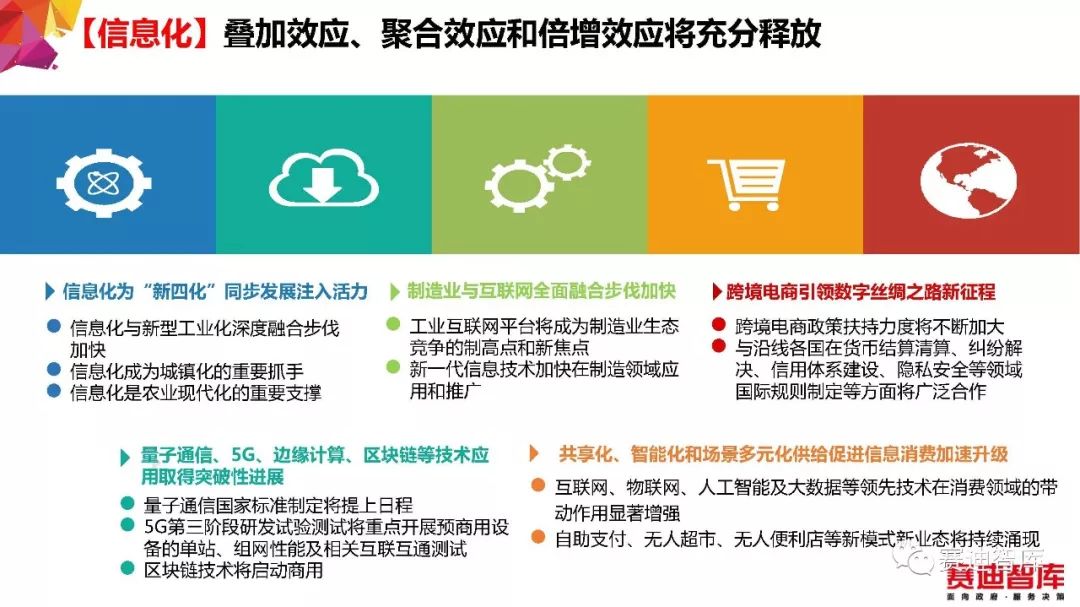 【信息化】叠加效应、聚合效应和倍增效应将充分释放
信息化为“新四化”同步发展注入活力
信息化与新型工业化深度融合步伐
加快
信息化成为城镇化的重要抓手
信息化是农业现代化的重要支撑
制造业与互联网全面融合步伐加快
工业互联网平台将成为制造业生态
竞争的制高点和新焦点
新一代信息技术加快在制造领域应
用和推广
跨境电商引领数字丝绸之路新征程
跨境电商政策扶持力度将不断加大
与沿线各国在货币结算清算、纠纷解
决、信用体系建设、隐私安全等领域
国际规则制定等方面将广泛合作
量子通信、5G、边缘计算、区块链等技术应
用取得突破性进展
量子通信国家标准制定将提上日程
5G第三阶段研发试验测试将重点开展预商用设
备的单站、组网性能及相关互联互通测试
区块链技术将启动商用
共享化、智能化和场景多元化供给促进信息消费加速升级
互联网、物联网、人工智能及大数据等领先技术在消费领域的带
动作用显著增强
自助支付、无人超市、无人便利店等新模式新业态将持续涌现
赛迪智库
赛迪智库
面向政府·服务决策